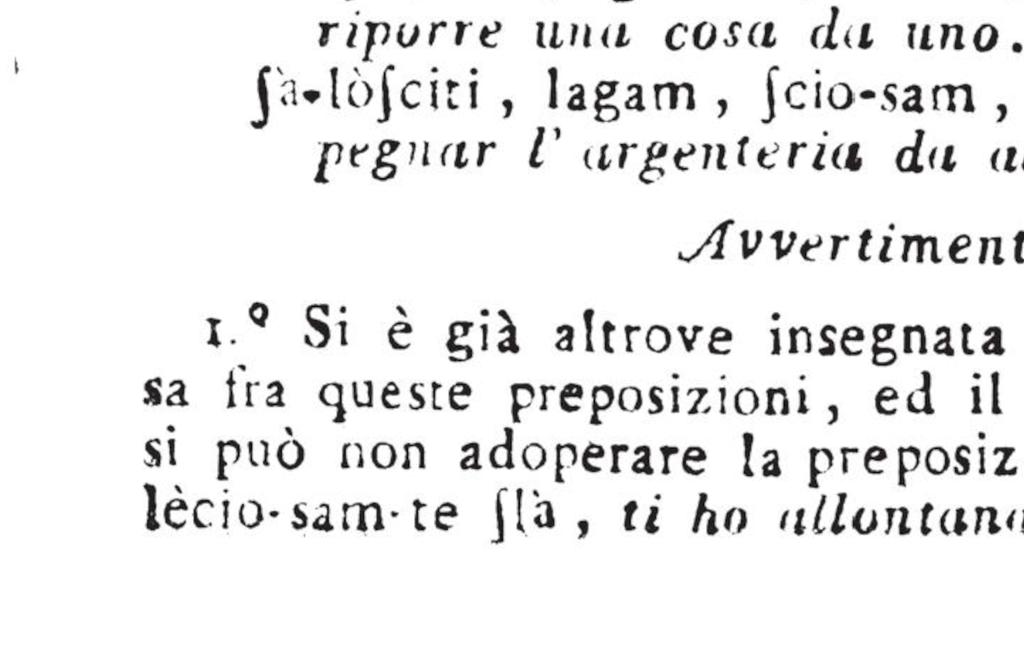 riporre una cosa da uno.
ſà-lòſciti, lagam, ſcio-sam,
pegnar l' argenteria da
Avvertiment
1.º Si è già altrove insegnata
sa fra queste preposizioni, ed il
si può non adoperare la preposiz
lècio-sam-te ſlà, ti ho allontana